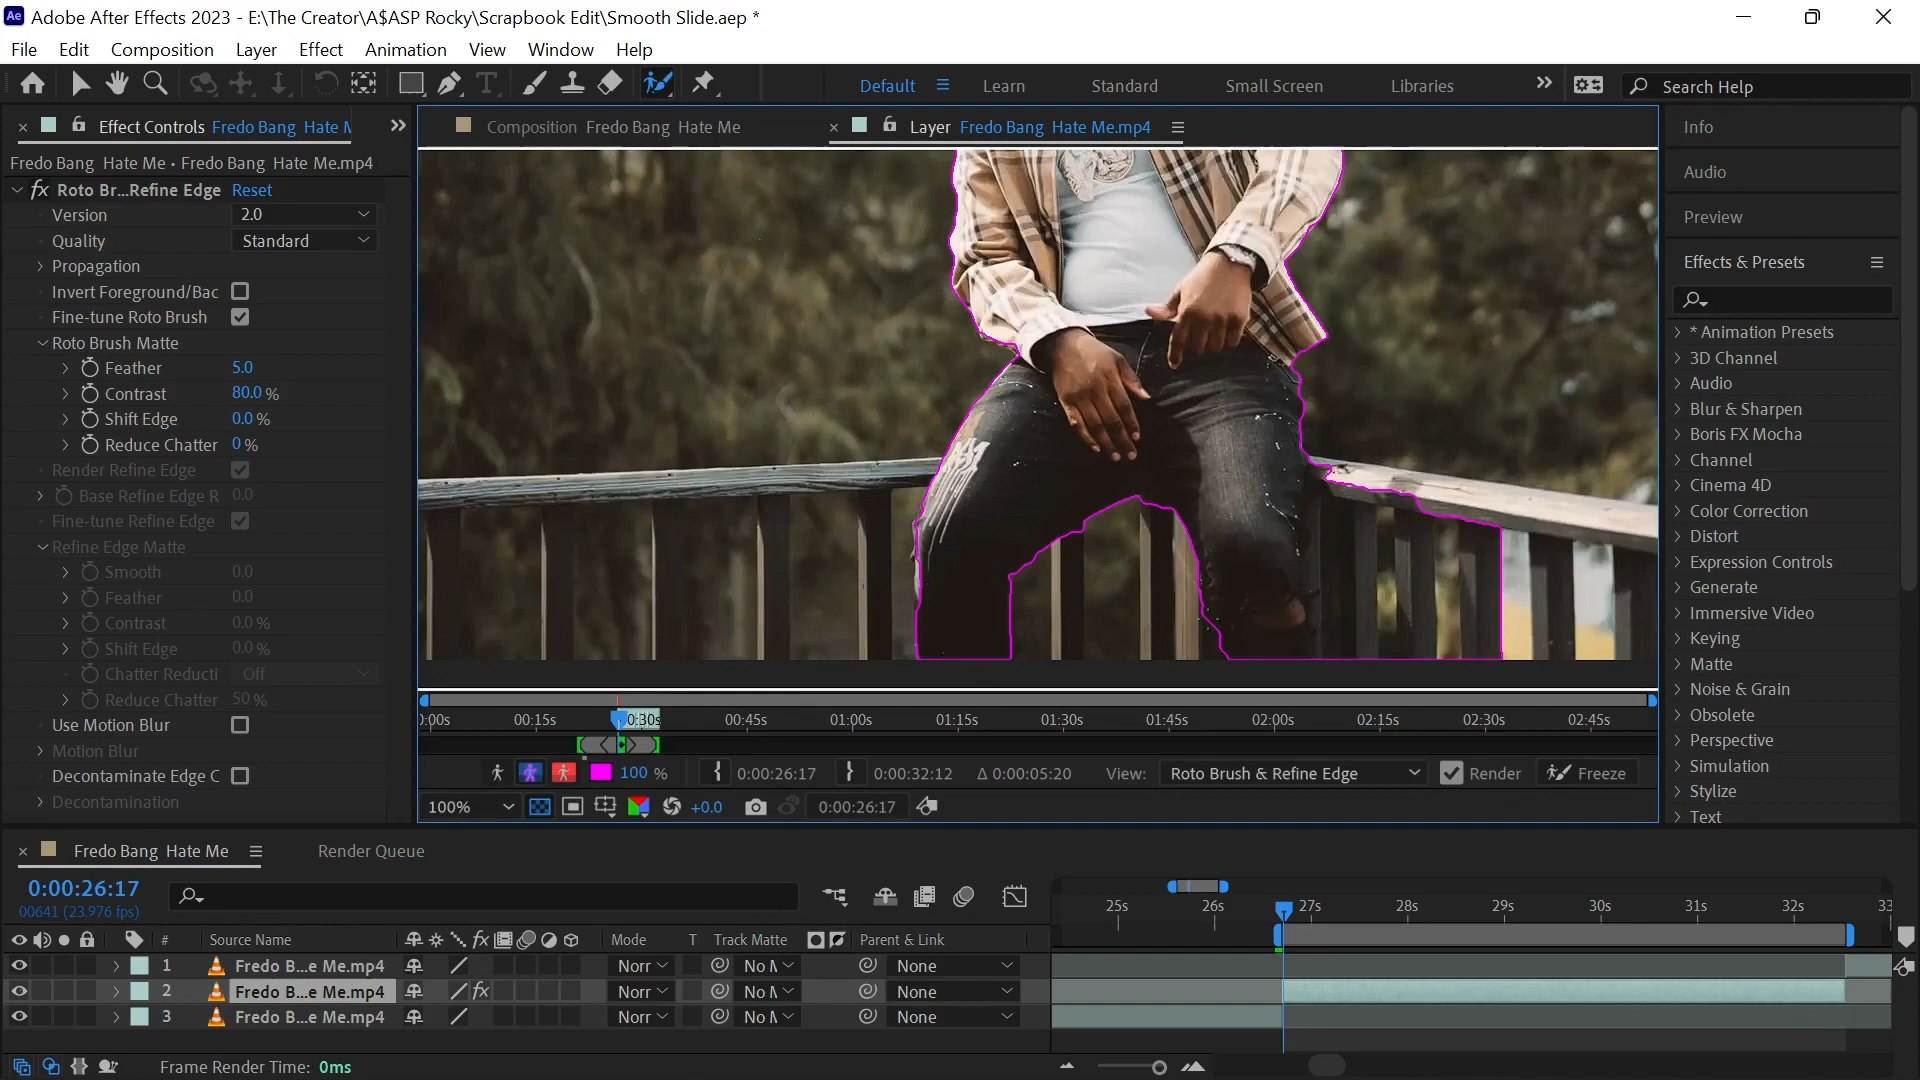 Ae Adobe After Effects 2023 - E:\The Creator\A$ASP Rocky\Scrapbook Edit\Smooth Slide.aep *
File Edit Composition Layer Effect Animation View Window Help
T Default Learn Standard Small Screen Libraries Search Help
Effect Controls Fredo Bang Hate M
Composition Fredo Bang Hate Me
Layer Fredo Bang Hate Me.mp4
Fredo Bang Hate Me • Fredo Bang Hate Me.mp4
fx Roto Br...Refine Edge Reset
Version 2.0
Quality Standard
Propagation
Invert Foreground/Bac
Fine-tune Roto Brush
Roto Brush Matte
Feather 5.0
Contrast 80.0 %
Shift Edge 0.0 %
Reduce Chatter 0 %
Render Refine Edge
Base Refine Edge R 0.0
Fine-tune Refine Edge
Refine Edge Matte
Smooth 0.0
Feather 0.0
Contrast 0.0 %
Shift Edge 0.0 %
Chatter Reducti Off
Reduce Chatter 50 %
Use Motion Blur
Motion Blur
Decontaminate Edge C
Decontamination
):00s 00:15s 0:30s 00:45s 01:00s 01:15s 01:30s 01:45s 02:00s 02:15s 02:30s 02:45s
100 % 0:00:26:17 0:00:32:12 Δ 0:00:05:20 View: Roto Brush & Refine Edge Render Freeze
100% +0.0 0:00:26:17
Info
Audio
Preview
Effects & Presets
* Animation Presets
3D Channel
Audio
Blur & Sharpen
Boris FX Mocha
Channel
Cinema 4D
Color Correction
Distort
Expression Controls
Generate
Immersive Video
Keying
Matte
Noise & Grain
Obsolete
Perspective
Simulation
Stylize
Text
Fredo Bang Hate Me Render Queue
0:00:26:17
00641 (23.976 fps)
25s 26s 27s 28s 29s 30s 31s 32s 33
# Source Name fx Mode T Track Matte Parent & Link
1 Fredo B...e Me.mp4 Norr No M None
2 Fredo B...e Me.mp4 fx Norr No M None
3 Fredo B...e Me.mp4 Norr No M None
Frame Render Time: 0ms